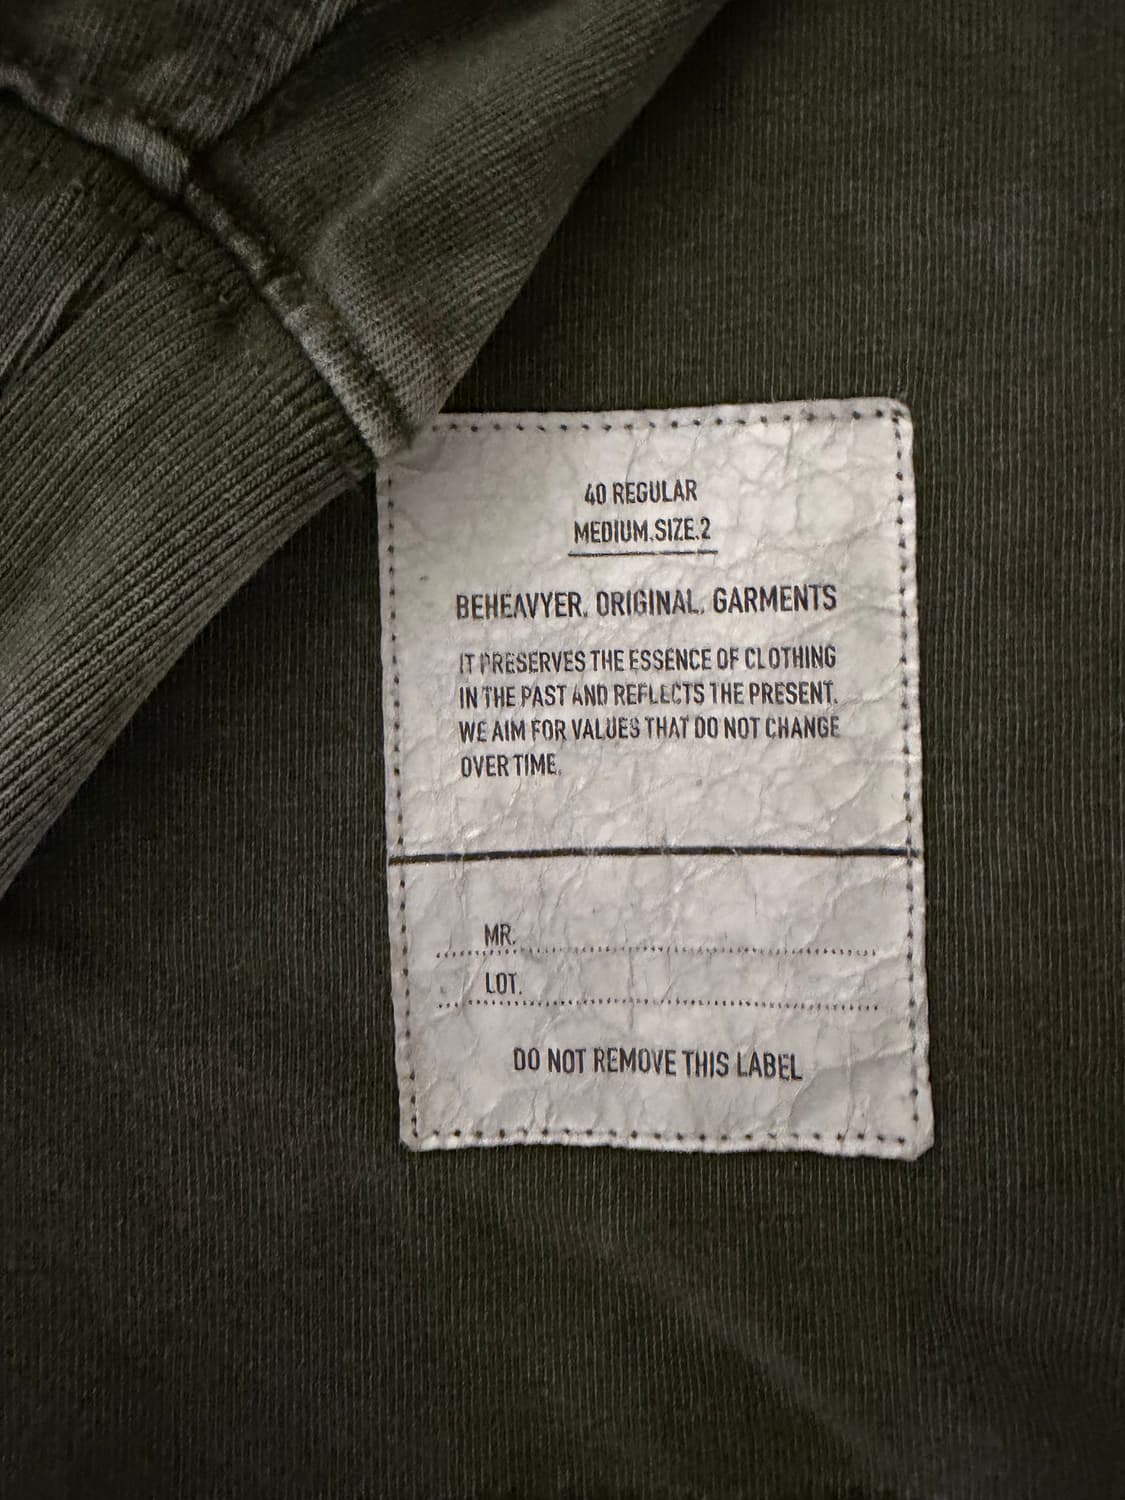 40 REGULAR
MEDIUM.SIZE.2
BEHEAVYER. ORIGINAL. GARMENTS
IT PRESERVES THE ESSENCE OF CLOTHING
IN THE PAST AND REFLECTS THE PRESENT.
WE AIM FOR VALUES THAT DO NOT CHANGE
OVER TIME.
MR.
LOT.
DO NOT REMOVE THIS LABEL